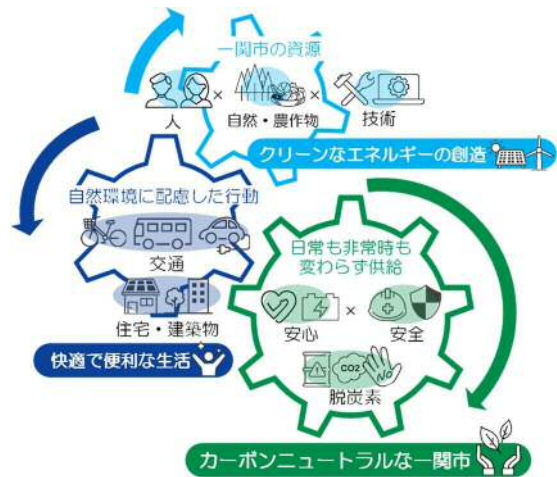 一関市の資源
人 × 自然・農作物 × 技術
クリーンなエネルギーの創造
自然環境に配慮した行動
交通
住宅・建築物
快適で便利な生活
日常も非常時も
変わらず供給
安心 × 安全
CO2
脱炭素
カーボンニュートラルな一関市